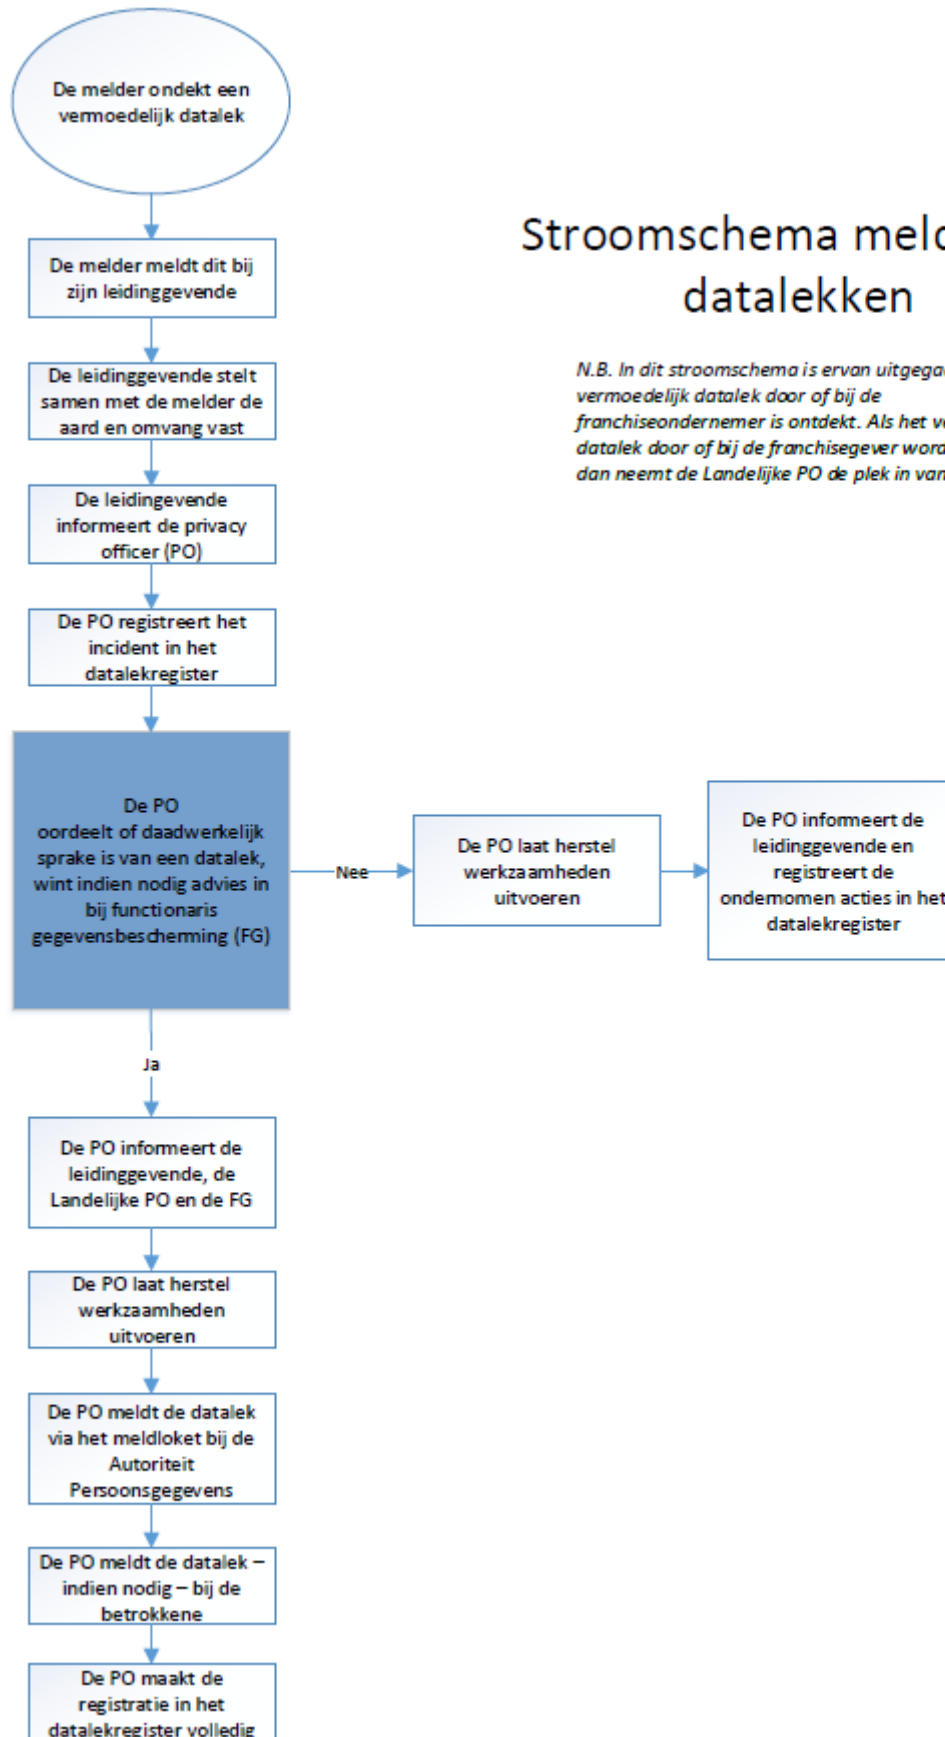 De melder ondekt een
vermoedelijk datalek
De melder meldt dit bij
zijn leidinggevende
De leidinggevende stelt
samen met de melder de
aard en omvang vast
De leidingevende
informeert de privacy
officer (PO)
De PO registreert het
incident in het
datalekregister
De PO
oordeelt of daadwerkelijk
sprake is van een datalek,
wint indien nodig advies in
bij functionaris
gegevensbescherming (FG)
Nee
De PO laat herstel
werkzaamheden
uitvoeren
De PO informeert de
leidinggevende en
registreert de
ondernomen acties in het
datalekregister
Ja
De PO informeert de
leidinggevende, de
Landelijke PO en de FG
De PO laat herstel
werkzaamheden
uitvoeren
De PO meldt de datalek
via het meldloket bij de
Autoriteit
Persoonsgegevens
De PO meldt de datalek –
indien nodig – bij de
betrokkene
De PO maakt de
registratie in het
datalekregister volledig
Stroomschema
datalekken
N.B. In dit stroomschema is ervan
vermoedelijk datalek door of bij de
franchiseondernemer is ontdekt. Als het
datalek door of bij de franchisegever
dan neemt de Landelijke PO de plek in van